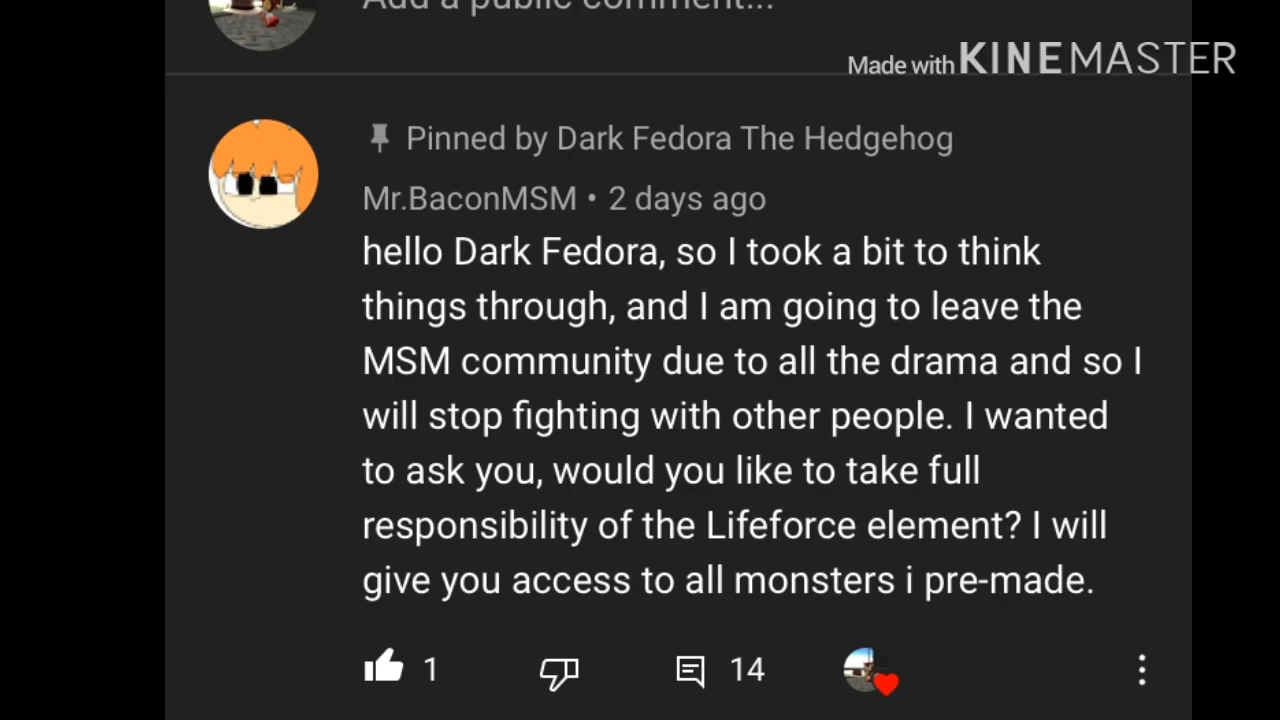 Add a public comment...
Made with KINEMASTER
Pinned by Dark Fedora The Hedgehog
Mr.BaconMSM • 2 days ago
hello Dark Fedora, so I took a bit to think
things through, and I am going to leave the
MSM community due to all the drama and so I
will stop fighting with other people. I wanted
to ask you, would you like to take full
responsibility of the Lifeforce element? I will
give you access to all monsters i pre-made.
1 14